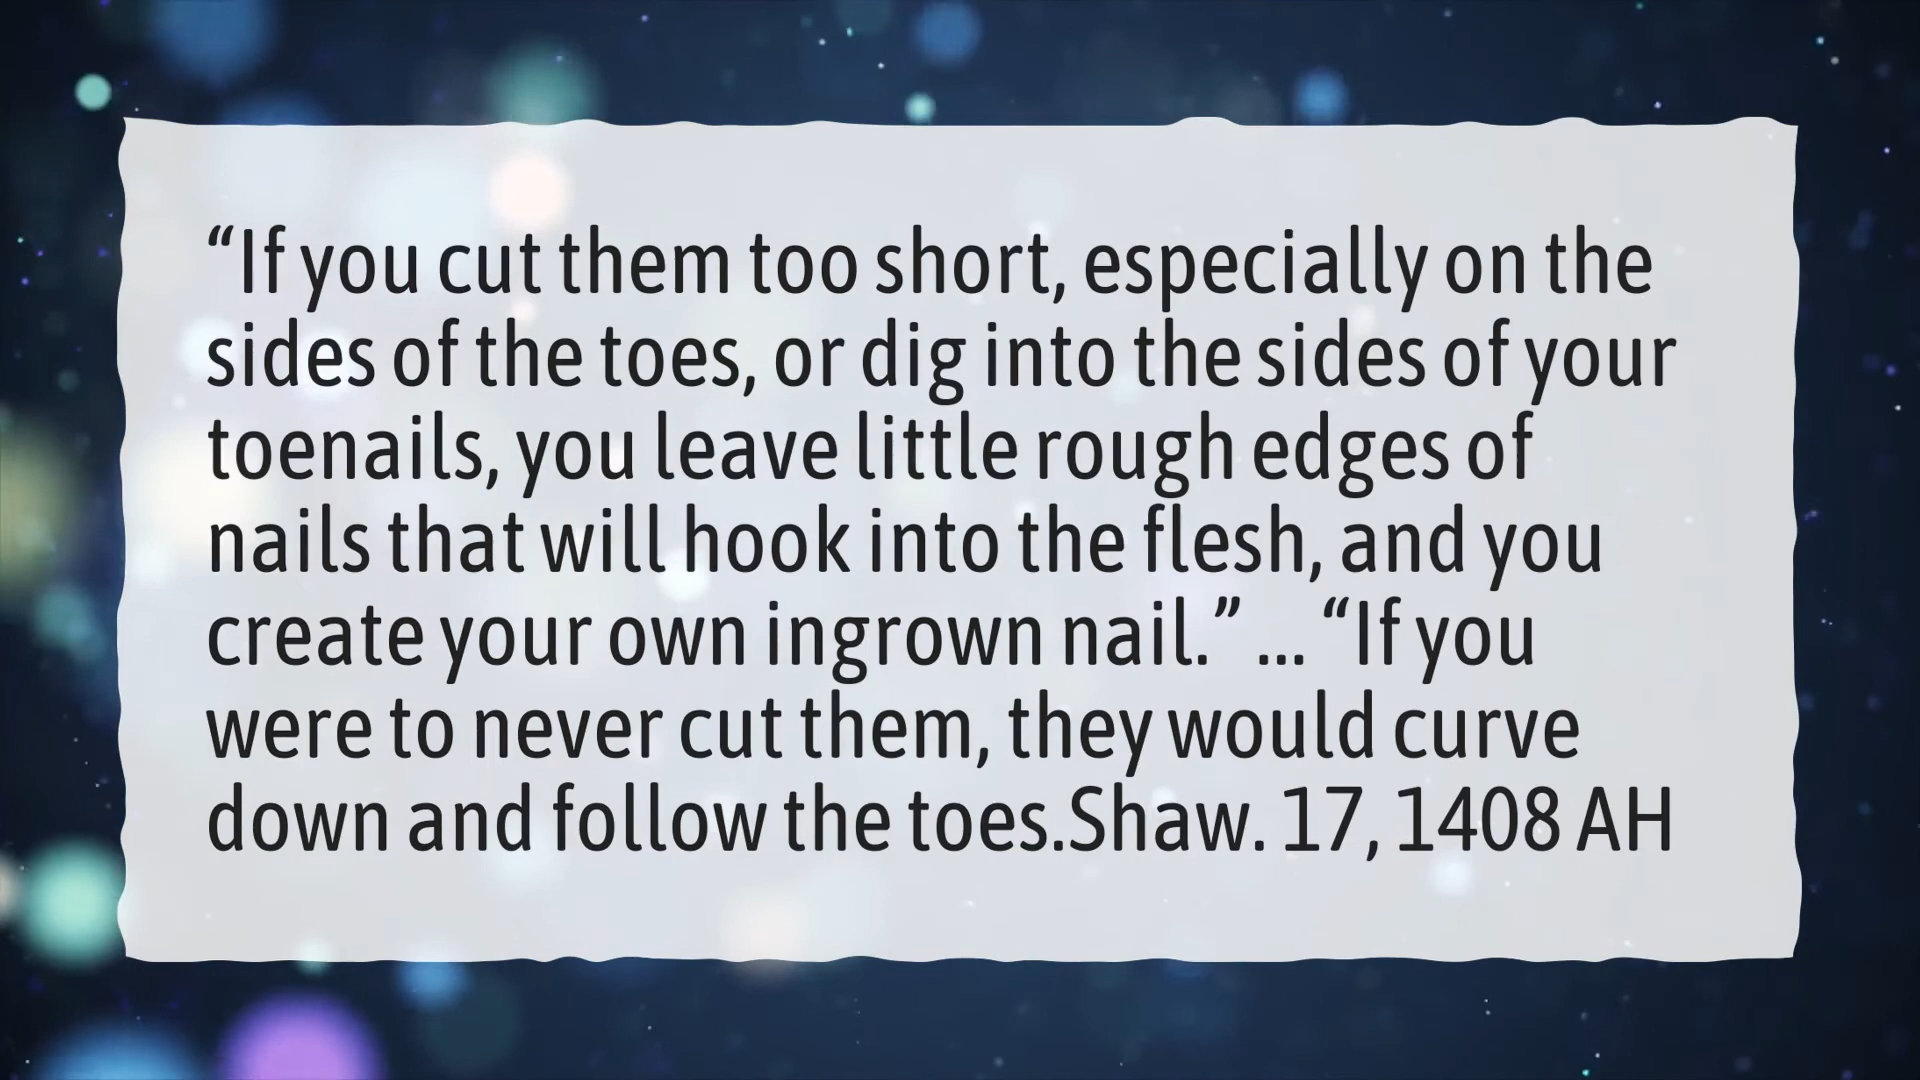 “If you cut them too short, especially on the
sides of the toes, or dig into the sides of your
toenails, you leave little rough edges of
nails that will hook into the flesh, and you
create your own ingrown nail.” ... “If you
were to never cut them, they would curve
down and follow the toes.Shaw. 17, 1408 AH